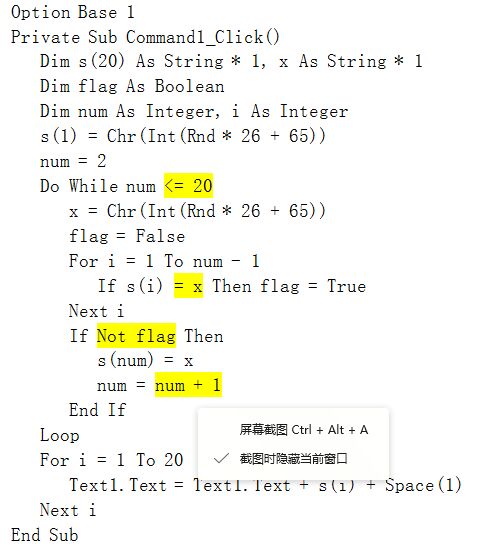 Option Base 1
Private Sub Command1_Click()
Dim s(20) As String * 1, x As String * 1
Dim flag As Boolean
Dim num As Integer, i As Integer
s(1) = Chr(Int(Rnd * 26 + 65))
num = 2
Do While num <= 20
x = Chr(Int(Rnd * 26 + 65))
flag = False
For i = 1 To num - 1
If s(i) = x Then flag = True
Next i
If Not flag Then
s(num) = x
num = num + 1
End If
屏幕截图 Ctrl + Alt + A
Loop
截图时隐藏当前窗口
For i = 1 To 20
Text1.Text = Text1.Text + s(i) + Space(1)
Next i
End Sub